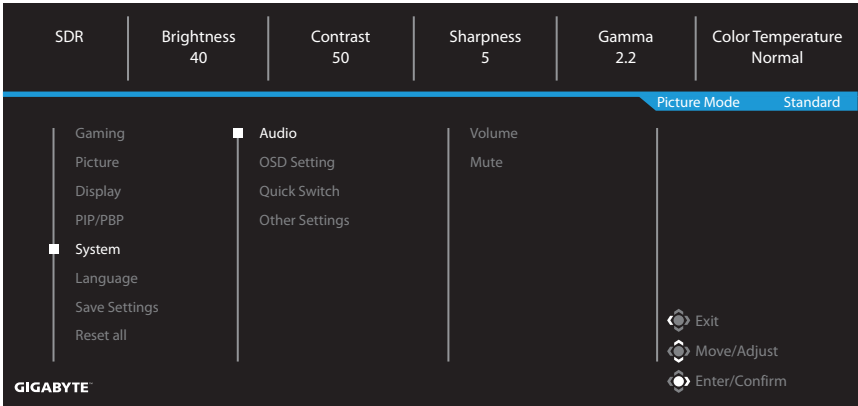 SDR Brightness Contrast Sharpness Gamma Color Temperature
40 50 5 2.2 Normal
Picture Mode Standard
Gaming Audio Volume
Picture OSD Setting Mute
Display Quick Switch
PIP/PBP Other Settings
System
Language
Save Settings
Reset all
Exit
Move/Adjust
Enter/Confirm
GIGABYTE™